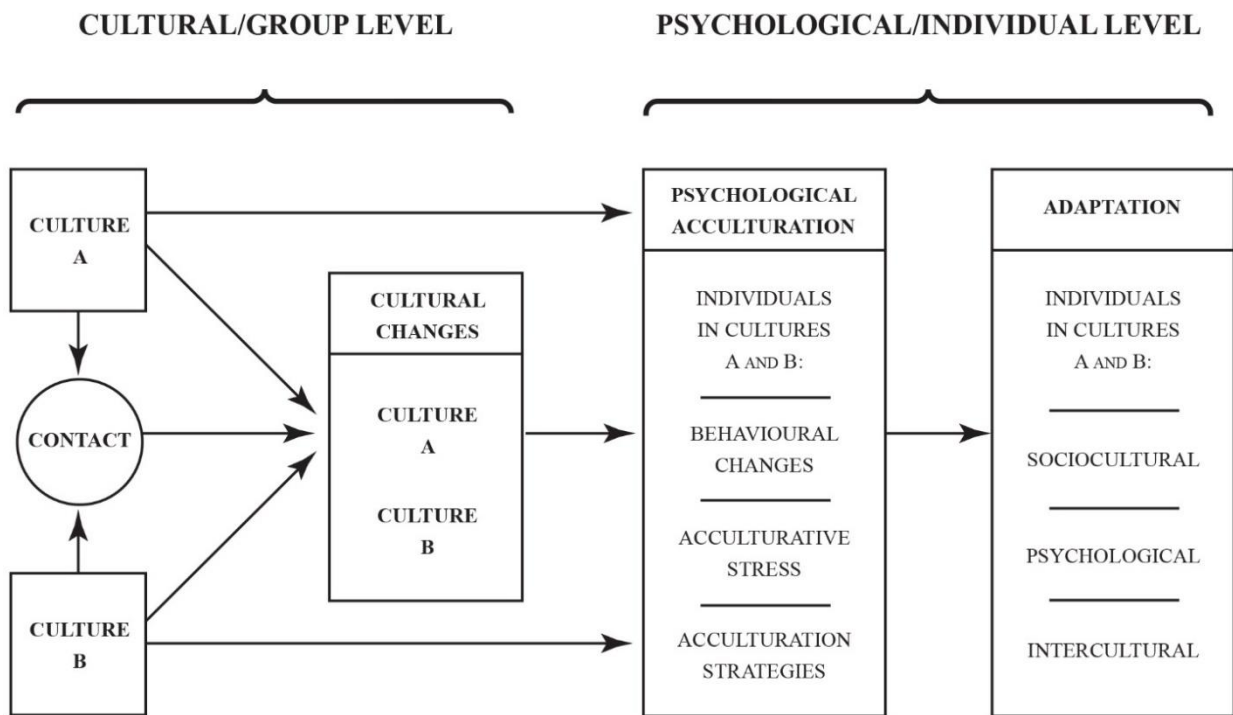 CULTURAL/GROUP LEVEL
PSYCHOLOGICAL/INDIVIDUAL LEVEL
CULTURE
A
CONTACT
CULTURE
B
CULTURAL
CHANGES
CULTURE
A
CULTURE
B
PSYCHOLOGICAL
ACCULTURATION
INDIVIDUALS
IN CULTURES
A AND B:
BEHAVIOURAL
CHANGES
ACCULTURATIVE
STRESS
ACCULTURATION
STRATEGIES
ADAPTATION
INDIVIDUALS
IN CULTURES
A AND B:
SOCIOCULTURAL
PSYCHOLOGICAL
INTERCULTURAL